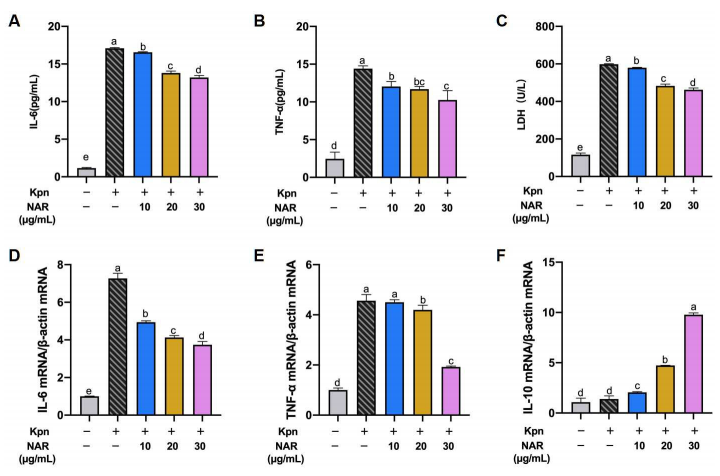 A
IL-6(pg/mL)
20
15
10
5
0
e
a
b
c
d
Kpn – + + + +
NAR – – 10 20 30
(μg/mL)
B
TNF-α(pg/mL)
20
15
10
5
0
d
a
b
bc
c
Kpn – + + + +
NAR – – 10 20 30
(μg/mL)
C
LDH (U/L)
800
600
400
200
0
e
a
b
c
d
Kpn – + + + +
NAR – – 10 20 30
(μg/mL)
D
IL-6 mRNA/β-actin mRNA
8
4
2
0
e
a
b
c
d
Kpn – + + + +
NAR – – 10 20 30
(μg/mL)
E
TNF-α mRNA/β-actin mRNA
6
4
2
0
d
a
a
b
c
Kpn – + + + +
NAR – – 10 20 30
(μg/mL)
F
IL-10 mRNA/β-actin mRNA
15
10
5
0
d
d
c
b
a
Kpn – + + + +
NAR – – 10 20 30
(μg/mL)